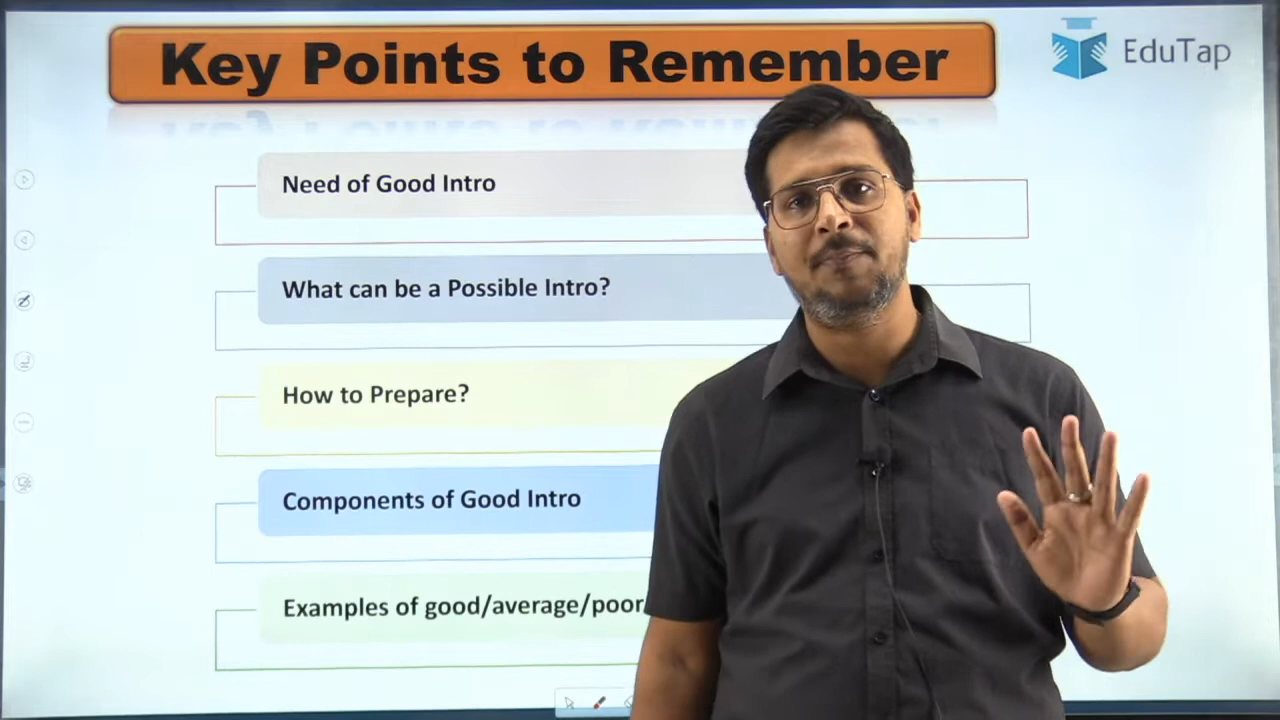 Key Points to Remember
EduTap
Need of Good Intro
What can be a Possible Intro?
How to Prepare?
Components of Good Intro
Examples of good/average/poor